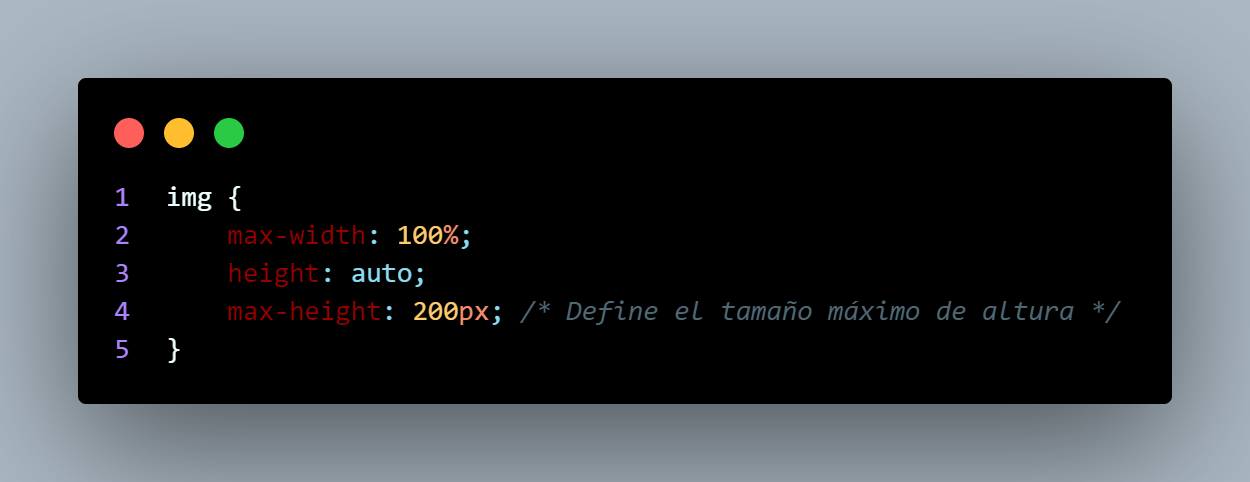 1 img {
2 max-width: 100%;
3 height: auto;
4 max-height: 200px; /* Define el tamaño máximo de altura */
5 }